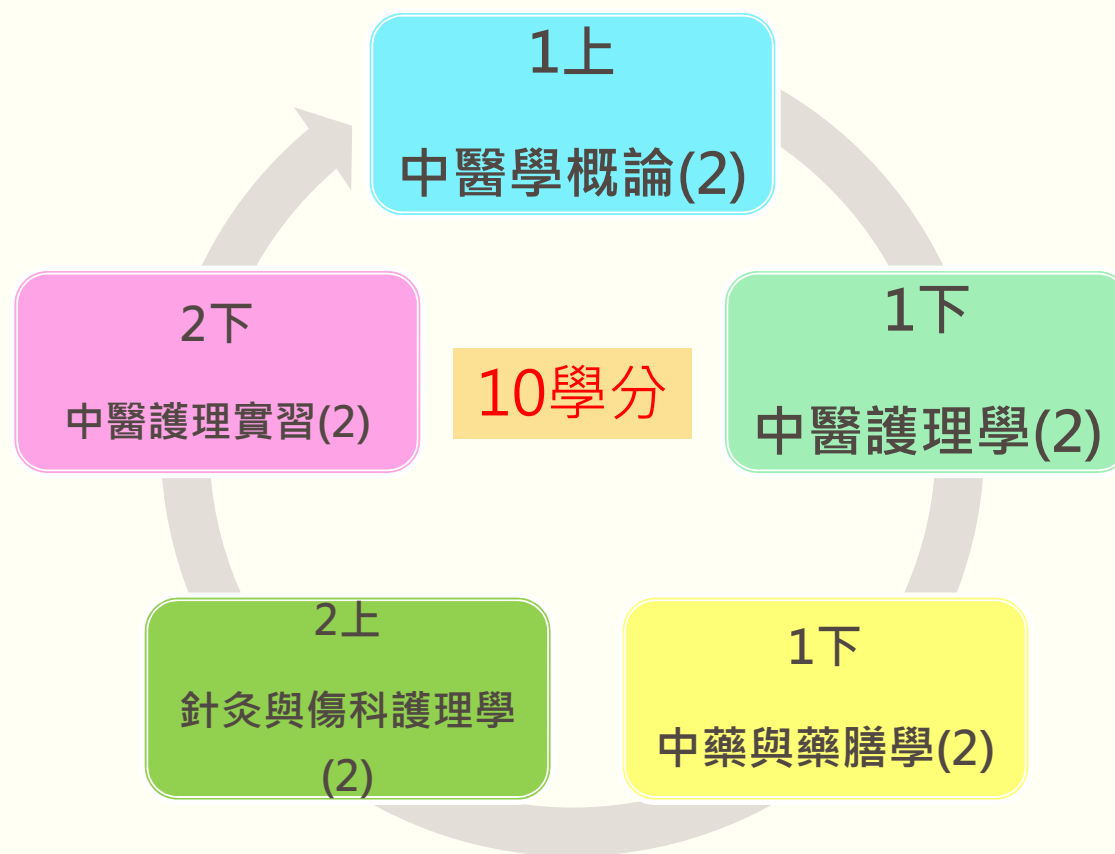 1上
中醫學概論(2)
1下
中醫護理學(2)
1下
中藥與藥膳學(2)
2上
針灸與傷科護理學
(2)
2下
中醫護理實習(2)
10學分